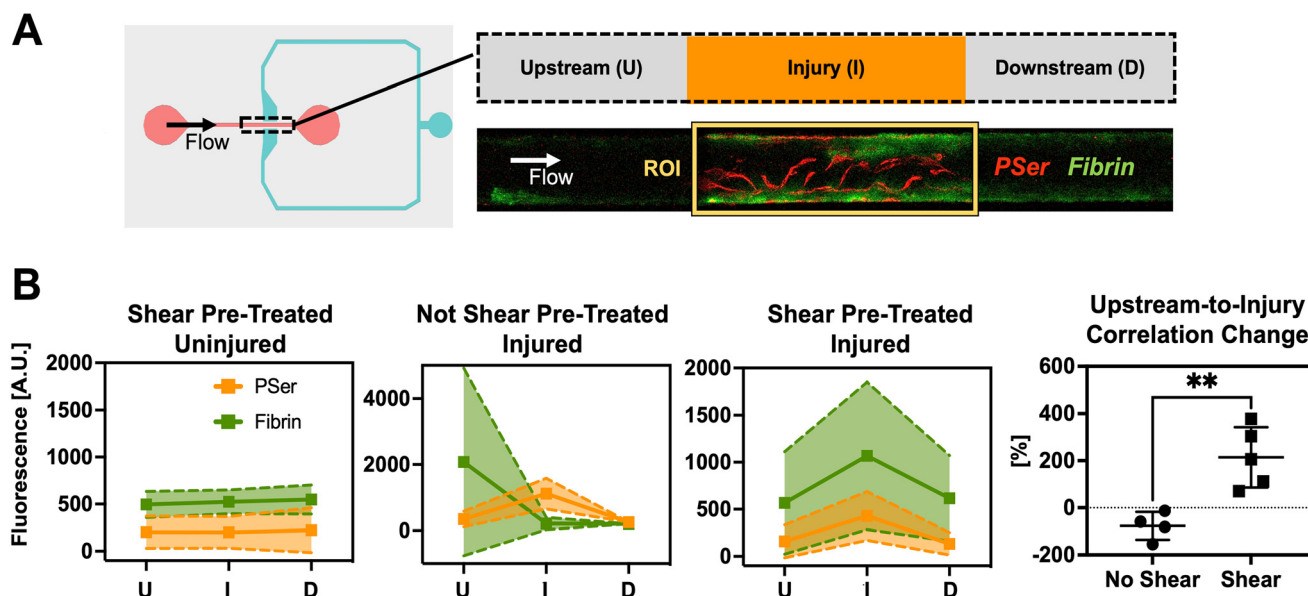 A
Flow
Upstream (U)
Injury (I)
Downstream (D)
Flow
ROI
PSer Fibrin
B
Shear Pre-Treated
Uninjured
Fluorescence [A.U.]
2000
1500
1000
500
0
PSer
Fibrin
U I D
Not Shear Pre-Treated
Injured
4000
2000
0
U I D
Shear Pre-Treated
Injured
2000
1500
1000
500
0
U I D
Upstream-to-Injury
Correlation Change
[%]
600
400
200
0
-200
**
No Shear Shear